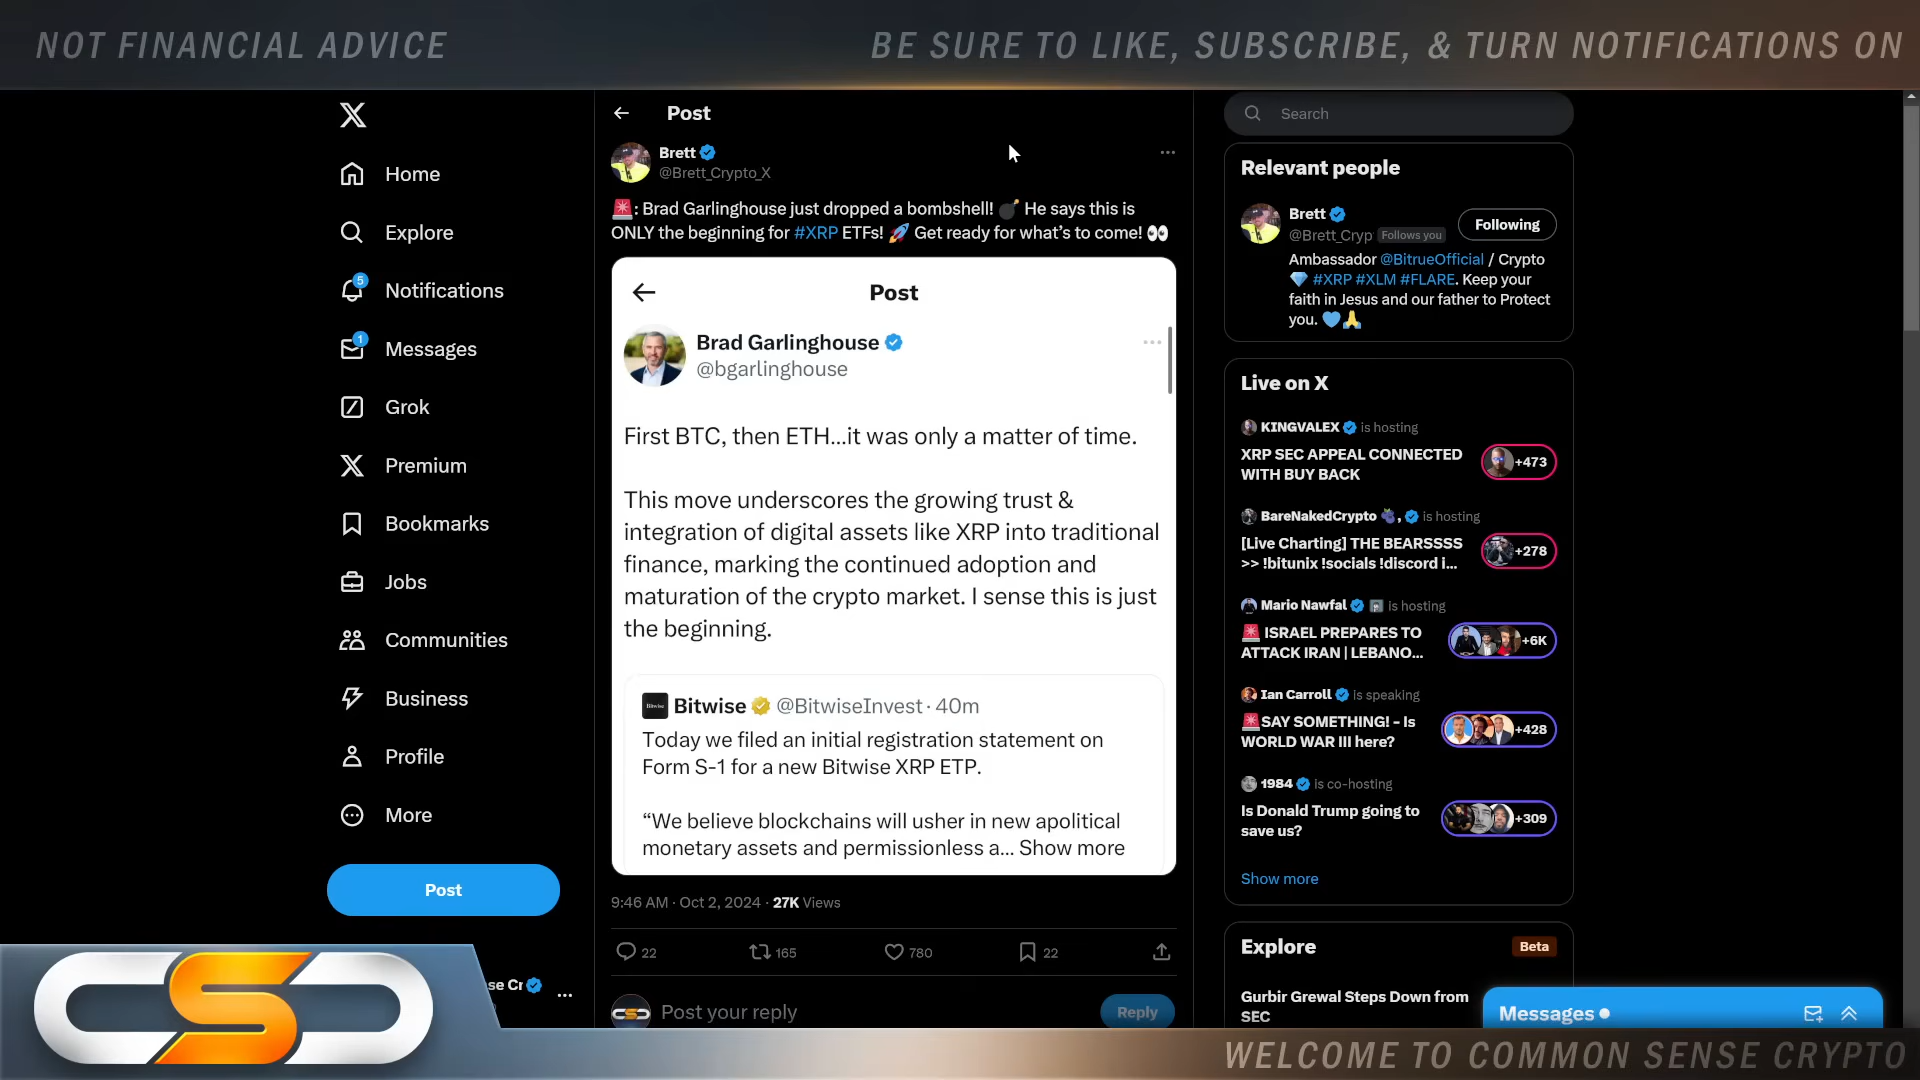 NOT FINANCIAL ADVICE
BE SURE TO LIKE, SUBSCRIBE, & TURN NOTIFICATIONS ON
Home
Explore
5
Notifications
1
Messages
Grok
Premium
Bookmarks
Jobs
Communities
Business
Profile
More
Post
se Cr
Post
Brett
@Brett_Crypto_X
🚨: Brad Garlinghouse just dropped a bombshell! 💣 He says this is
ONLY the beginning for #XRP ETFs! 🚀 Get ready for what's to come! 👀
Post
Brad Garlinghouse
@bgarlinghouse
First BTC, then ETH...it was only a matter of time.
This move underscores the growing trust &
integration of digital assets like XRP into traditional
finance, marking the continued adoption and
maturation of the crypto market. I sense this is just
the beginning.
Bitwise @BitwiseInvest · 40m
Today we filed an initial registration statement on
Form S-1 for a new Bitwise XRP ETP.
“We believe blockchains will usher in new apolitical
monetary assets and permissionless a... Show more
9:46 AM · Oct 2, 2024 · 27K Views
22
165
780
22
Post your reply
Reply
Search
Relevant people
Brett
@Brett_Cryp Follows you
Following
Ambassador @BitrueOfficial / Crypto
💎 #XRP #XLM #FLARE. Keep your
faith in Jesus and our father to Protect
you. 💙🙏
Live on X
KINGVALEX is hosting
XRP SEC APPEAL CONNECTED
WITH BUY BACK
+473
BareNakedCrypto 🍇, is hosting
[Live Charting] THE BEARSSSS
>> !bitunix !socials !discord i...
+278
Mario Nawfal is hosting
🚨 ISRAEL PREPARES TO
ATTACK IRAN | LEBANO...
+6K
Ian Carroll is speaking
🚨SAY SOMETHING! - Is
WORLD WAR III here?
+428
1984 is co-hosting
Is Donald Trump going to
save us?
+309
Show more
Explore
Beta
Gurbir Grewal Steps Down from
SEC
Messages
CSC
WELCOME TO COMMON SENSE CRYPTO